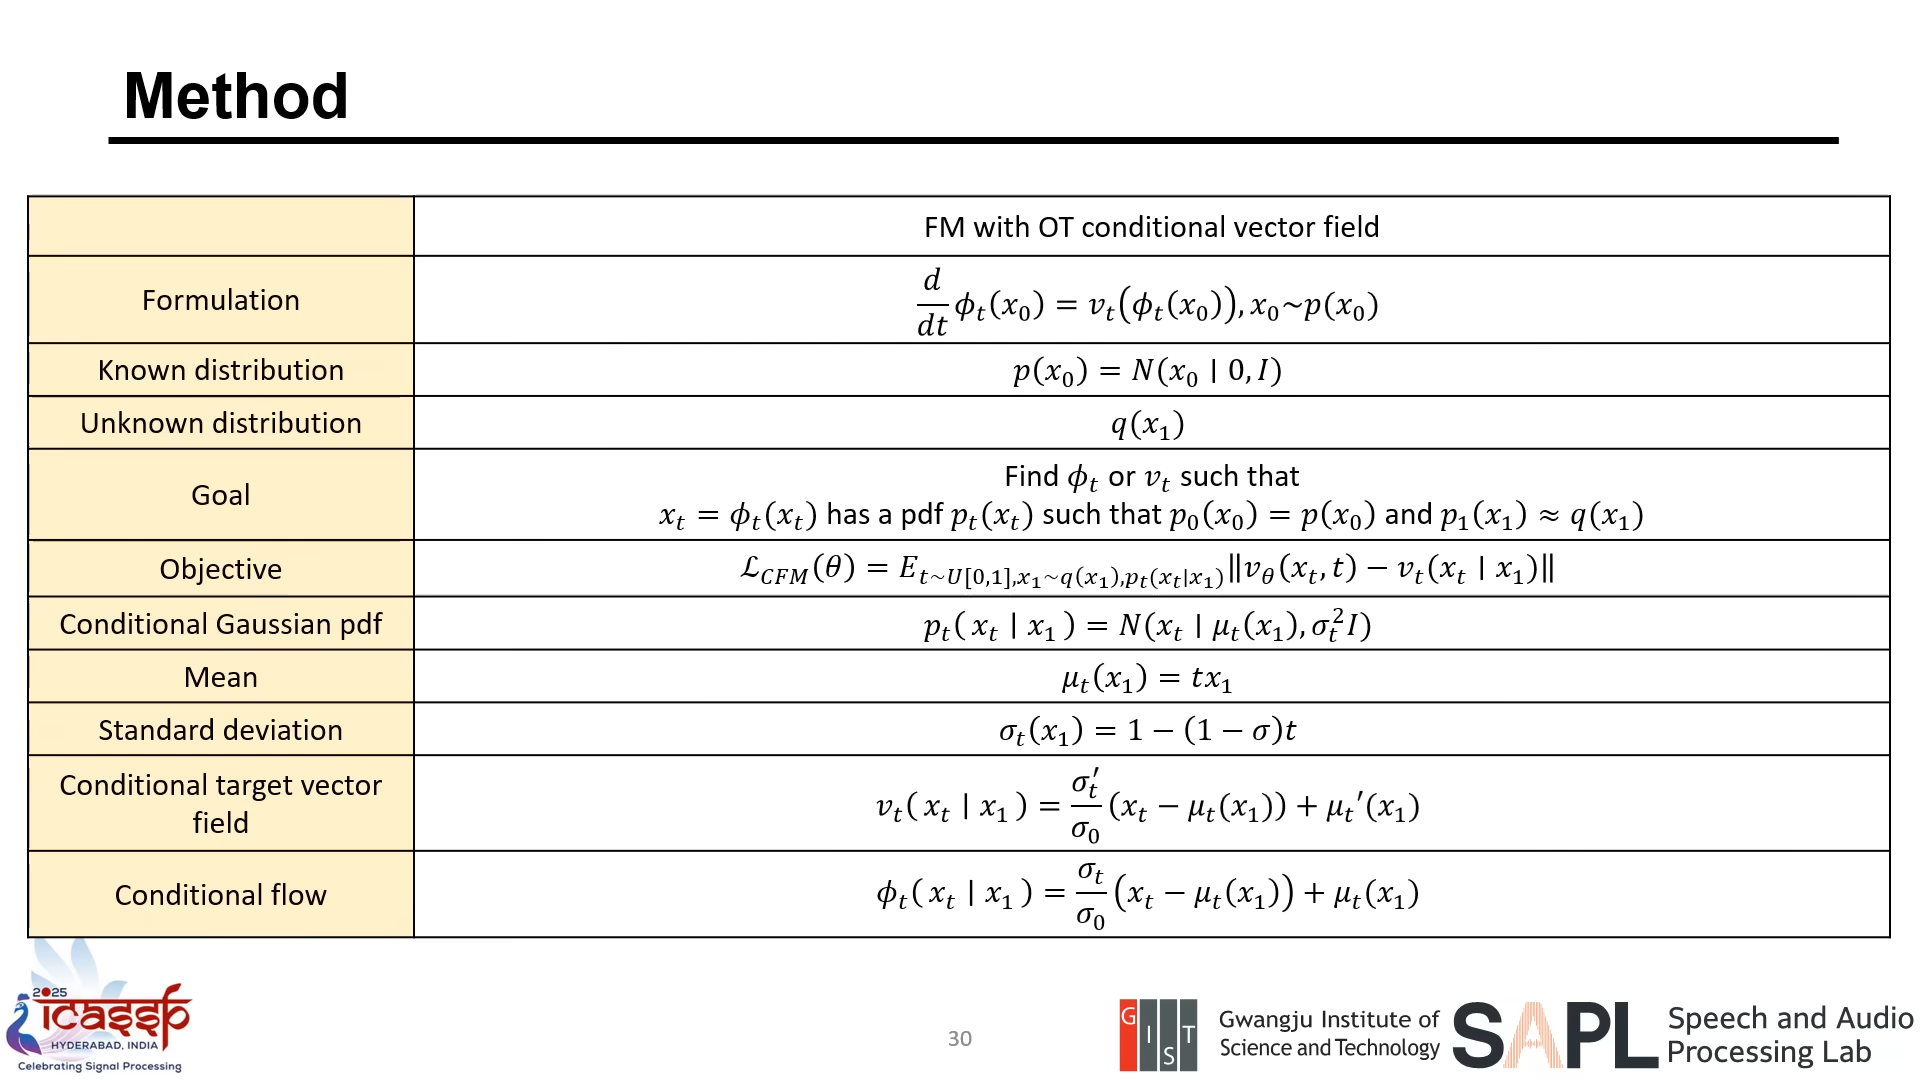 Method
FM with OT conditional vector field
Formulation
d/dt ϕ_t(x_0) = v_t(ϕ_t(x_0)), x_0~p(x_0)
Known distribution
p(x_0) = N(x_0 ∣ 0, I)
Unknown distribution
q(x_1)
Goal
Find ϕ_t or v_t such that
x_t = ϕ_t(x_t) has a pdf p_t(x_t) such that p_0(x_0) = p(x_0) and p_1(x_1) ≈ q(x_1)
Objective
ℒ_CFM(θ) = E_{t~U[0,1],x_1~q(x_1),p_t(x_t|x_1)}‖v_θ(x_t, t) − v_t(x_t ∣ x_1)‖
Conditional Gaussian pdf
p_t( x_t ∣ x_1 ) = N(x_t ∣ μ_t(x_1), σ_t^2 I)
Mean
μ_t(x_1) = tx_1
Standard deviation
σ_t(x_1) = 1 − (1 − σ)t
Conditional target vector
field
v_t( x_t ∣ x_1 ) = σ_t′/σ_0 (x_t − μ_t(x_1)) + μ_t′(x_1)
Conditional flow
ϕ_t( x_t ∣ x_1 ) = σ_t/σ_0 (x_t − μ_t(x_1)) + μ_t(x_1)
2025
icassp
HYDERABAD, INDIA
Celebrating Signal Processing
30
GIST
Gwangju Institute of
Science and Technology
SAPL
Speech and Audio
Processing Lab